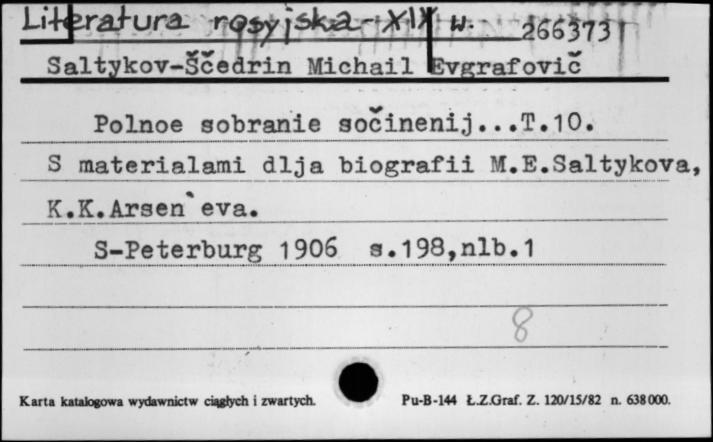 Literatura rosyjska - XIX w. 266373
Saltykov-Ščedrin Michail Evgrafovič
Polnoe sobranie sočinenij...T.10.
S materialami dlja biografii M.E.Saltykova,
K.K.Arsen`eva.
S-Peterburg 1906 s.198,nlb.1
8
Karta katalogowa wydawnictw ciągłych i zwartych. Pu-B-144 Ł.Z.Graf. Z. 120/15/82 n. 638000.